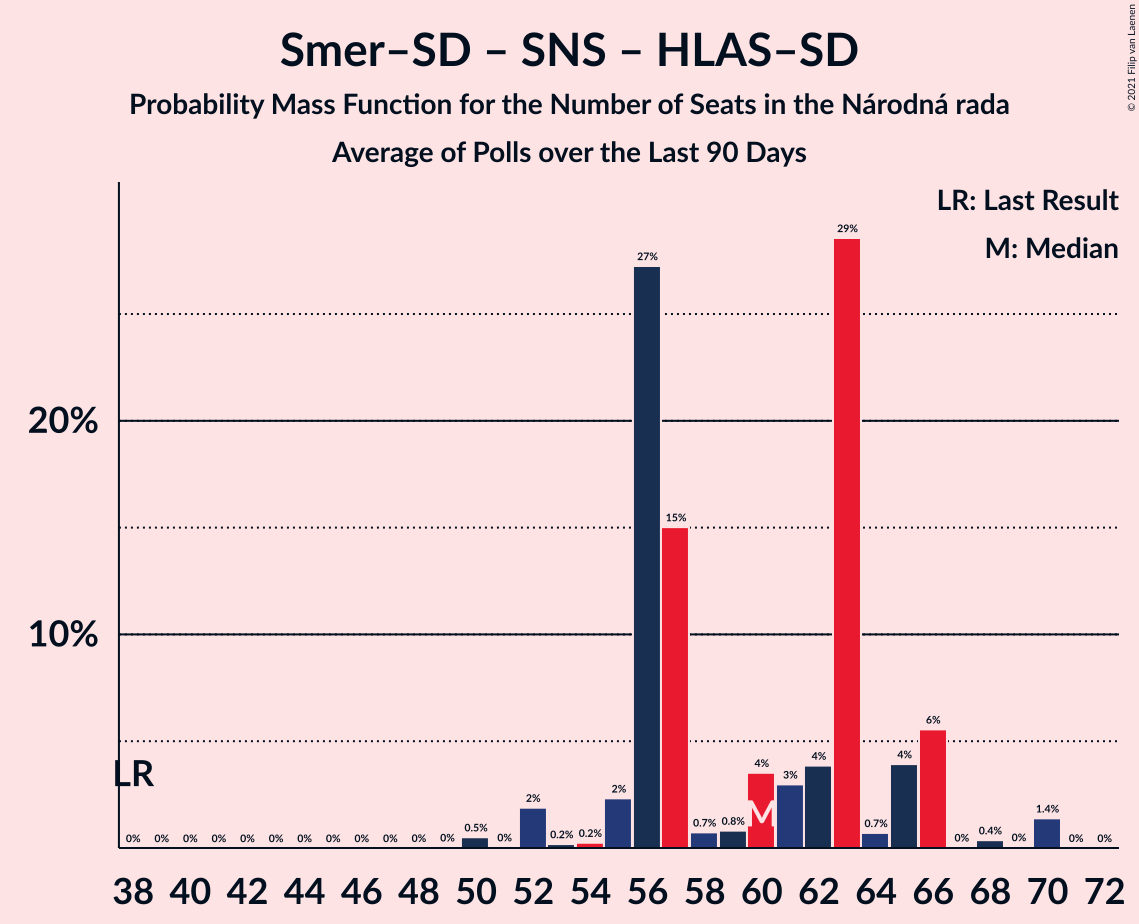 Smer–SD – SNS – HLAS–SD
Probability Mass Function for the Number of Seats in the Národná rada
Average of Polls over the Last 90 Days
© 2021 Filip van Laenen
LR: Last Result
M: Median
29%
27%
20%
15%
10%
6%
4%
4%
4%
3%
2%
2%
1.4%
LR
M
0% 0% 0% 0% 0% 0% 0% 0% 0% 0% 0% 0% 0.5% 0% 0.2% 0.2% 0.7% 0.8% 0.7% 0% 0.4% 0% 0% 0%
38 40 42 44 46 48 50 52 54 56 58 60 62 64 66 68 70 72